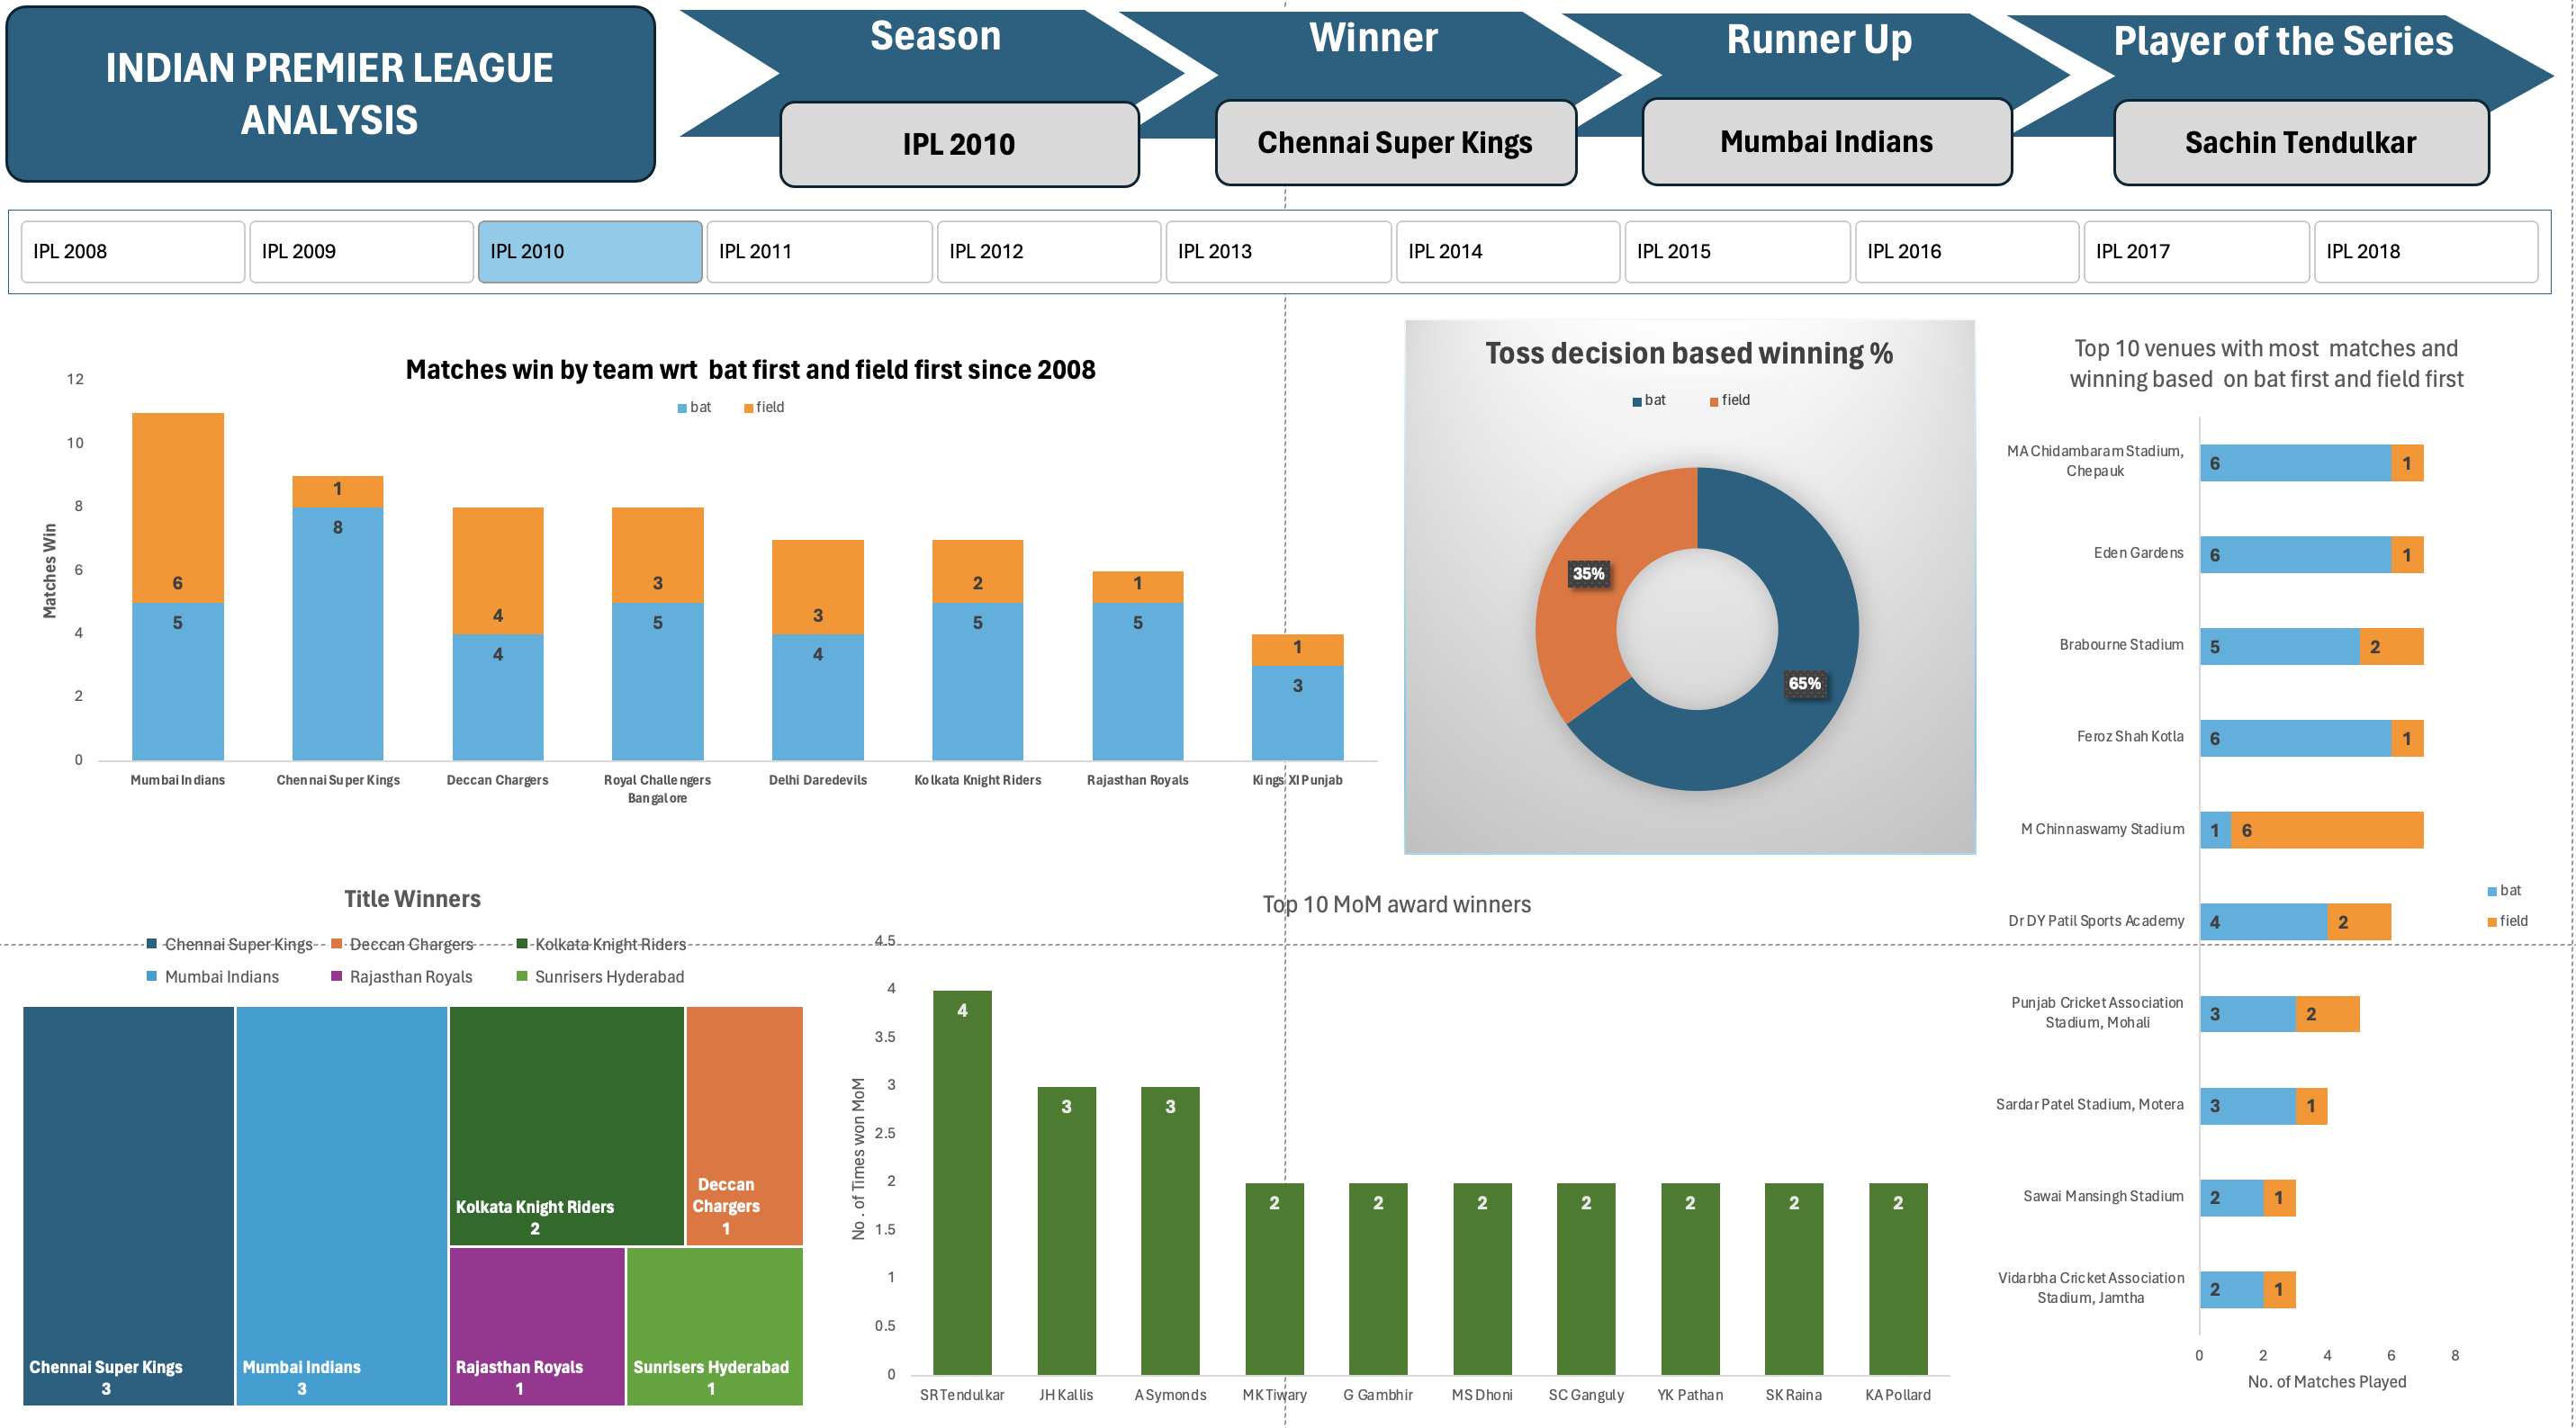 INDIAN PREMIER LEAGUE
ANALYSIS
Season
IPL 2010
Winner
Chennai Super Kings
Runner Up
Mumbai Indians
Player of the Series
Sachin Tendulkar
IPL 2008
IPL 2009
IPL 2010
IPL 2011
IPL 2012
IPL 2013
IPL 2014
IPL 2015
IPL 2016
IPL 2017
IPL 2018
Matches win by team wrt bat first and field first since 2008
bat field
Matches Win
12
10
8
6
4
2
0
6
5
1
8
4
4
3
5
3
4
2
5
1
5
1
3
Mumbai Indians
Chennai Super Kings
Deccan Chargers
Royal Challengers
Bangalore
Delhi Daredevils
Kolkata Knight Riders
Rajasthan Royals
Kings XI Punjab
Toss decision based winning %
bat field
35%
65%
Top 10 venues with most matches and
winning based on bat first and field first
MA Chidambaram Stadium,
Chepauk
6 1
Eden Gardens
6 1
Brabourne Stadium
5 2
Feroz Shah Kotla
6 1
M Chinnaswamy Stadium
1 6
Dr DY Patil Sports Academy
4 2
Punjab Cricket Association
Stadium, Mohali
3 2
Sardar Patel Stadium, Motera
3 1
Sawai Mansingh Stadium
2 1
Vidarbha Cricket Association
Stadium, Jamtha
2 1
bat
field
0 2 4 6 8
No. of Matches Played
Title Winners
Chennai Super Kings Deccan Chargers Kolkata Knight Riders
Mumbai Indians Rajasthan Royals Sunrisers Hyderabad
Chennai Super Kings
3
Mumbai Indians
3
Kolkata Knight Riders
2
Deccan
Chargers
1
Rajasthan Royals
1
Sunrisers Hyderabad
1
Top 10 MoM award winners
No. of Times won MoM
4.5
4
3.5
3
2.5
2
1.5
1
0.5
0
4
3
3
2
2
2
2
2
2
2
SR Tendulkar
JH Kallis
A Symonds
MK Tiwary
G Gambhir
MS Dhoni
SC Ganguly
YK Pathan
SK Raina
KA Pollard